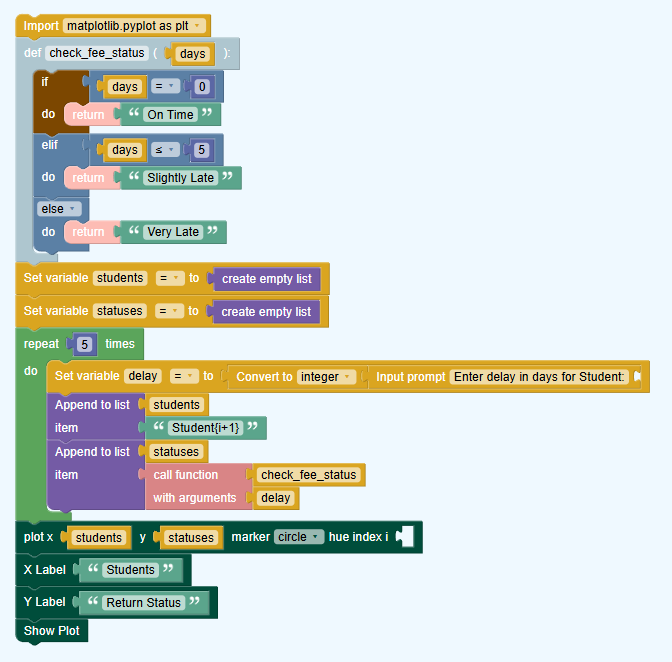 Import matplotlib.pyplot as plt
def check_fee_status ( days ):
if days = 0
do return “ On Time ”
elif days ≤ 5
do return “ Slightly Late ”
else
do return “ Very Late ”
Set variable students = to create empty list
Set variable statuses = to create empty list
repeat 5 times
do Set variable delay = to Convert to integer Input prompt Enter delay in days for Student:
Append to list students
item “ Student{i+1} ”
Append to list statuses
item call function check_fee_status
with arguments delay
plot x students y statuses marker circle hue index i
X Label “ Students ”
Y Label “ Return Status ”
Show Plot